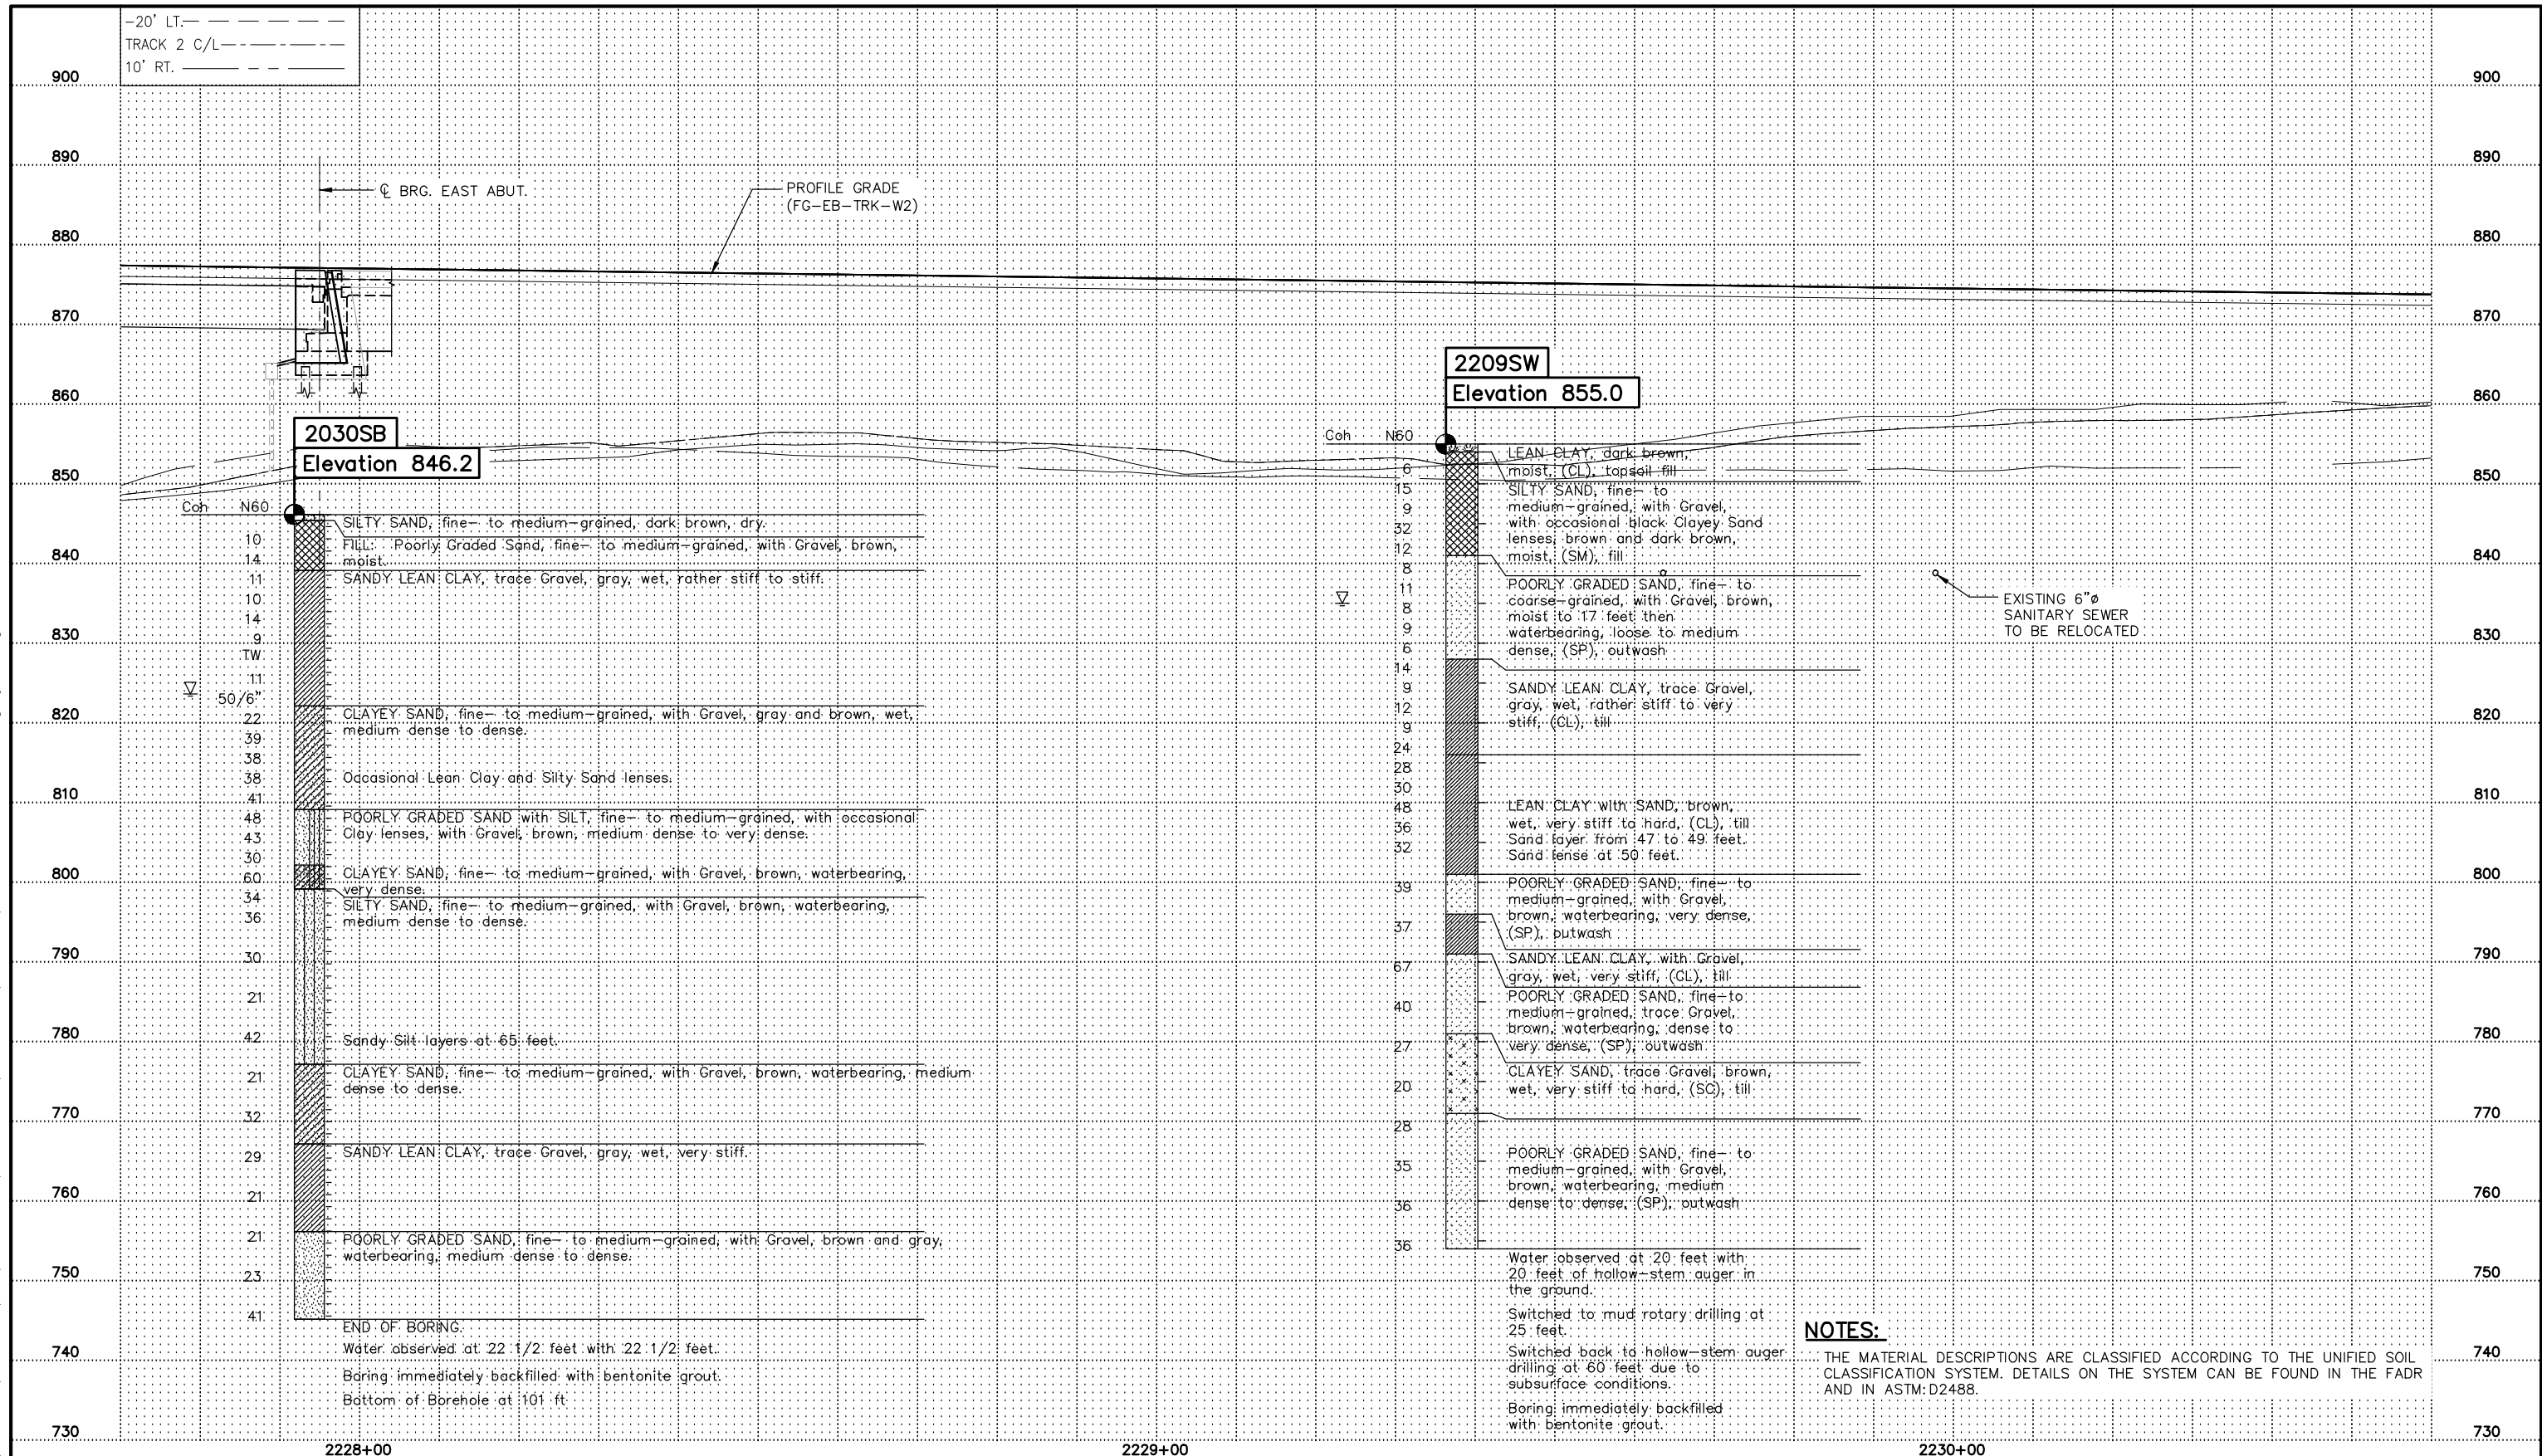 -20' LT.
TRACK 2 C/L
10' RT.
900
900
890
890
℄ BRG. EAST ABUT.
PROFILE GRADE
(FG-EB-TRK-W2)
880
880
870
870
860
860
850
850
840
840
830
830
820
820
810
810
800
800
790
790
780
780
770
770
760
760
750
750
740
740
730
730
2030SB
Elevation 846.2
Coh N60
10
14
11
10
14
9
TW
11
50/6"
22
39
38
38
41
48
43
30
60
34
36
30
21
42
21
32
29
21
21
23
41
SILTY SAND, fine- to medium-grained, dark brown, dry.
FILL: Poorly Graded Sand, fine- to medium-grained, with Gravel, brown,
moist.
SANDY LEAN CLAY, trace Gravel, gray, wet, rather stiff to stiff.
CLAYEY SAND, fine- to medium-grained, with Gravel, gray and brown, wet,
medium dense to dense.
Occasional Lean Clay and Silty Sand lenses.
POORLY GRADED SAND with SILT, fine- to medium-grained, with occasional
Clay lenses, with Gravel, brown, medium dense to very dense.
CLAYEY SAND, fine- to medium-grained, with Gravel, brown, waterbearing,
very dense.
SILTY SAND, fine- to medium-grained, with Gravel, brown, waterbearing,
medium dense to dense.
Sandy Silt layers at 65 feet.
CLAYEY SAND, fine- to medium-grained, with Gravel, brown, waterbearing, medium
dense to dense.
SANDY LEAN CLAY, trace Gravel, gray, wet, very stiff.
POORLY GRADED SAND, fine- to medium-grained, with Gravel, brown and gray,
waterbearing, medium dense to dense.
END OF BORING.
Water observed at 22 1/2 feet with 22 1/2 feet.
Boring immediately backfilled with bentonite grout.
Bottom of Borehole at 101 ft
2209SW
Elevation 855.0
Coh N60
6
15
9
32
12
8
11
8
9
6
14
9
12
9
24
28
30
48
36
32
39
37
67
40
27
20
28
35
36
36
LEAN CLAY, dark brown,
moist, (CL), topsoil fill
SILTY SAND, fine- to
medium-grained, with Gravel,
with occasional black Clayey Sand
lenses, brown and dark brown,
moist, (SM), fill
POORLY GRADED SAND, fine- to
coarse-grained, with Gravel, brown,
moist to 17 feet then
waterbearing, loose to medium
dense, (SP), outwash
SANDY LEAN CLAY, trace Gravel,
gray, wet, rather stiff to very
stiff, (CL), till
LEAN CLAY with SAND, brown,
wet, very stiff to hard, (CL), till
Sand layer from 47 to 49 feet.
Sand lense at 50 feet.
POORLY GRADED SAND, fine- to
medium-grained, with Gravel,
brown, waterbearing, very dense,
(SP), outwash
SANDY LEAN CLAY, with Gravel,
gray, wet, very stiff, (CL), till
POORLY GRADED SAND, fine-to
medium-grained, trace Gravel,
brown, waterbearing, dense to
very dense, (SP), outwash
CLAYEY SAND, trace Gravel, brown,
wet, very stiff to hard, (SC), till
POORLY GRADED SAND, fine- to
medium-grained, with Gravel,
brown, waterbearing, medium
dense to dense, (SP), outwash
Water observed at 20 feet with
20 feet of hollow-stem auger in
the ground.
Switched to mud rotary drilling at
25 feet.
Switched back to hollow-stem auger
drilling at 60 feet due to
subsurface conditions.
Boring immediately backfilled
with bentonite grout.
EXISTING 6"ø
SANITARY SEWER
TO BE RELOCATED
NOTES:
THE MATERIAL DESCRIPTIONS ARE CLASSIFIED ACCORDING TO THE UNIFIED SOIL
CLASSIFICATION SYSTEM. DETAILS ON THE SYSTEM CAN BE FOUND IN THE FADR
AND IN ASTM:D2488.
2228+00
2229+00
2230+00